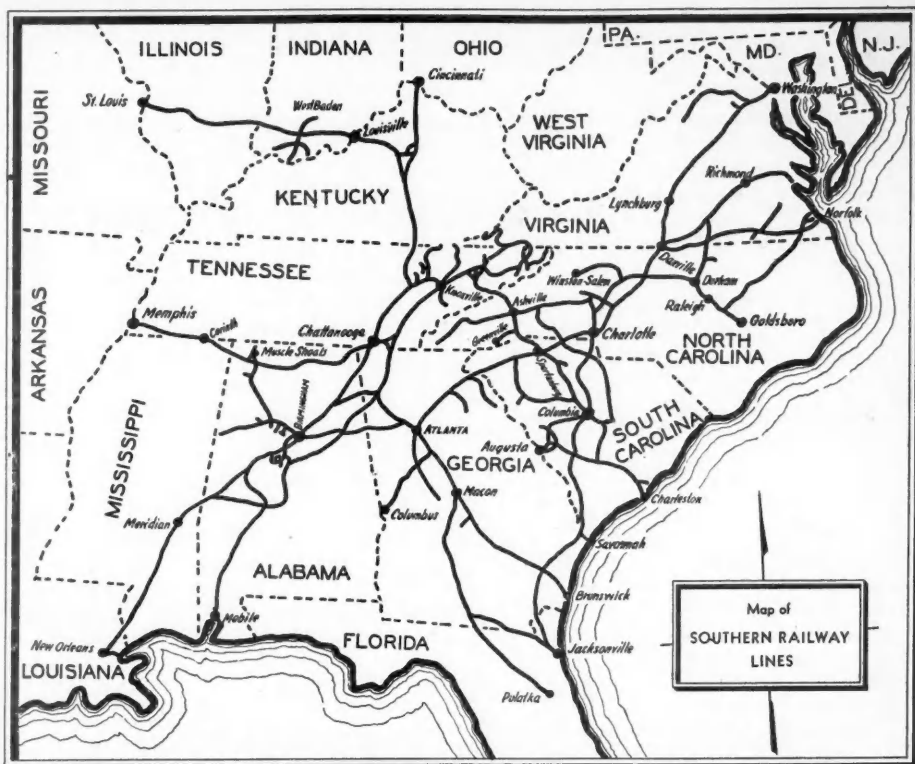 ILLINOIS
INDIANA
OHIO
PA.
MD.
N.J.
DEL
Cincinnati
Washington
St. Louis
West Baden
Louisville
MISSOURI
WEST
VIRGINIA
Richmond
KENTUCKY
Lynchburg
VIRGINIA
Norfolk
TENNESSEE
Danville
Knoxville
Winston-Salem
Durham
ARKANSAS
Memphis
Corinth
Chattanooga
Ashville
Raleigh
Goldsboro
Greenville
Charlotte
NORTH
CAROLINA
Muscle Shoals
Spartanburg
BIRMINGHAM
Columbia
SOUTH
CAROLINA
MISSISSIPPI
ATLANTA
Augusta
GEORGIA
Macon
Charleston
Meridian
Columbus
Savannah
ALABAMA
Brunswick
Mobile
FLORIDA
New Orleans
LOUISIANA
Jacksonville
Palatka
Map of
SOUTHERN RAILWAY
LINES